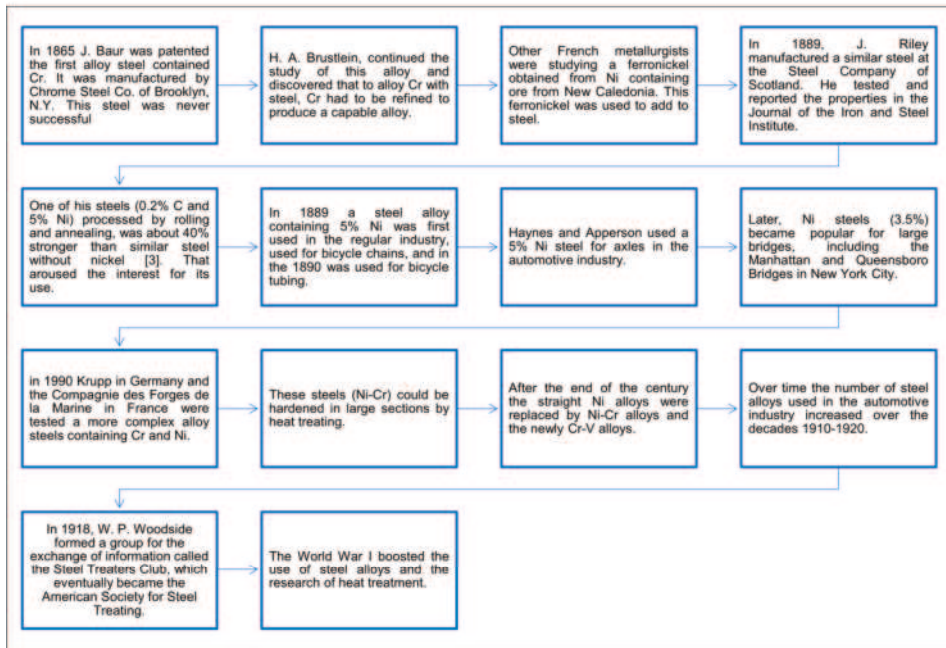 In 1865 J. Baur was patented
the first alloy steel contained
Cr. It was manufactured by
Chrome Steel Co. of Brooklyn,
N.Y. This steel was never
successful
H. A. Brustlein, continued the
study of this alloy and
discovered that to alloy Cr with
steel, Cr had to be refined to
produce a capable alloy.
Other French metallurgists
were studying a ferronickel
obtained from Ni containing
ore from New Caledonia. This
ferronickel was used to add to
steel.
In 1889, J. Riley
manufactured a similar steel at
the Steel Company of
Scotland. He tested and
reported the properties in the
Journal of the Iron and Steel
Institute.
One of his steels (0.2% C and
5% Ni) processed by rolling
and annealing, was about 40%
stronger than similar steel
without nickel [3]. That
aroused the interest for its
use.
In 1889 a steel alloy
containing 5% Ni was first
used in the regular industry,
used for bicycle chains, and in
the 1890 was used for bicycle
tubing.
Haynes and Apperson used a
5% Ni steel for axles in the
automotive industry.
Later, Ni steels (3.5%)
became popular for large
bridges, including the
Manhattan and Queensboro
Bridges in New York City.
in 1990 Krupp in Germany and
the Compagnie des Forges de
la Marine in France were
tested a more complex alloy
steels containing Cr and Ni.
These steels (Ni-Cr) could be
hardened in large sections by
heat treating.
After the end of the century
the straight Ni alloys were
replaced by Ni-Cr alloys and
the newly Cr-V alloys.
Over time the number of steel
alloys used in the automotive
industry increased over the
decades 1910-1920.
In 1918, W. P. Woodside
formed a group for the
exchange of information called
the Steel Treaters Club, which
eventually became the
American Society for Steel
Treating.
The World War I boosted the
use of steel alloys and the
research of heat treatment.